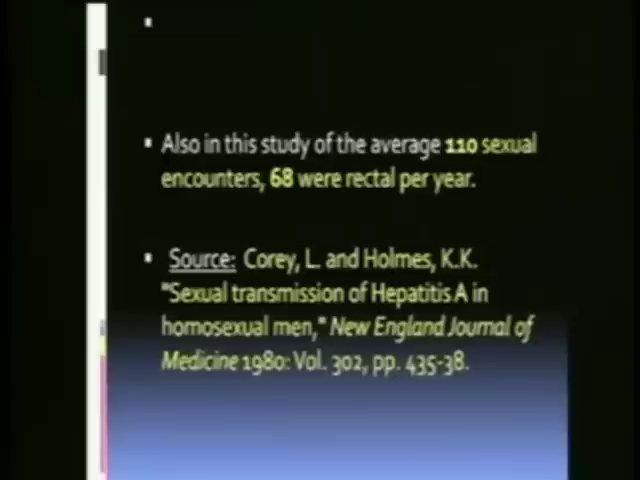 Also in this study of the average 110 sexual
encounters, 68 were rectal per year.
Source: Corey, L. and Holmes, K.K.
"Sexual transmission of Hepatitis A in
homosexual men," New England Journal of
Medicine 1980: Vol. 302, pp. 435-38.